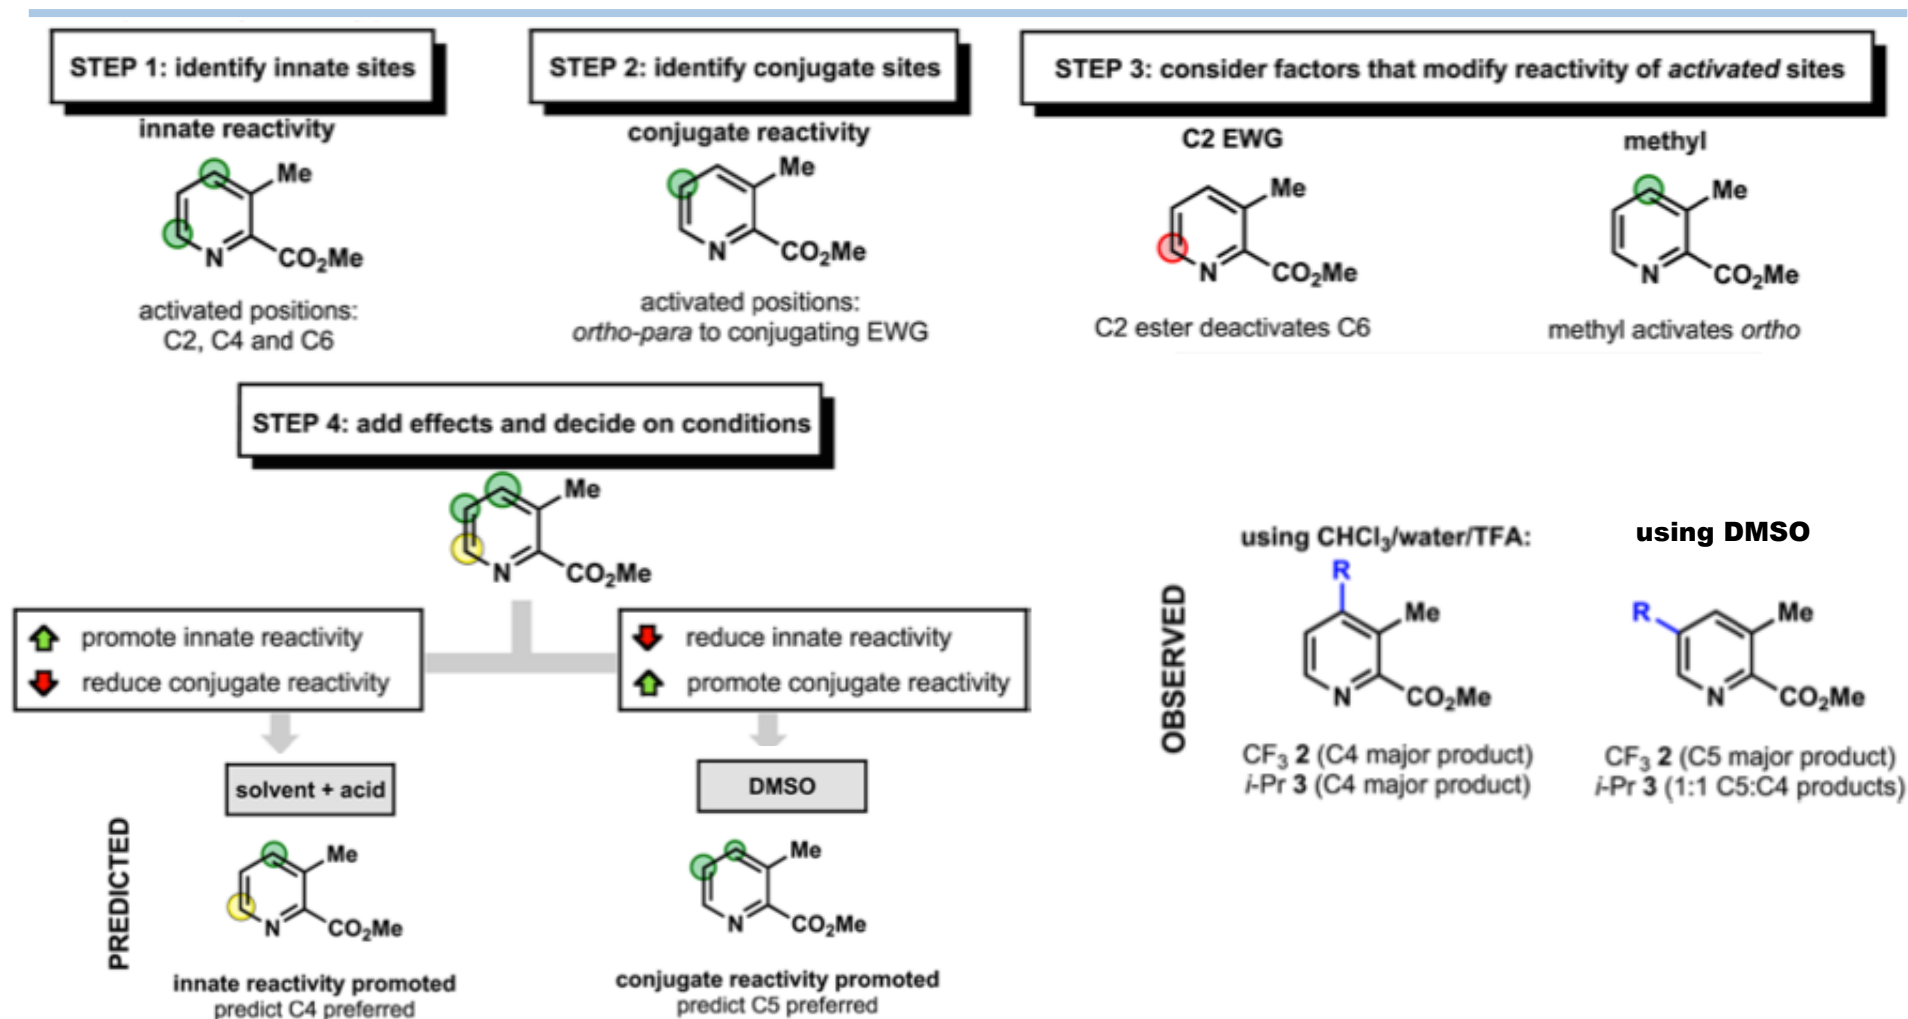 STEP 1: identify innate sites
innate reactivity
Me
N
CO₂Me
activated positions:
C2, C4 and C6
STEP 2: identify conjugate sites
conjugate reactivity
Me
N
CO₂Me
activated positions:
ortho-para to conjugating EWG
STEP 3: consider factors that modify reactivity of activated sites
C2 EWG
Me
N
CO₂Me
C2 ester deactivates C6
methyl
Me
N
CO₂Me
methyl activates ortho
STEP 4: add effects and decide on conditions
Me
N
CO₂Me
promote innate reactivity
reduce conjugate reactivity
reduce innate reactivity
promote conjugate reactivity
PREDICTED
solvent + acid
Me
N
CO₂Me
innate reactivity promoted
predict C4 preferred
DMSO
Me
N
CO₂Me
conjugate reactivity promoted
predict C5 preferred
OBSERVED
using CHCl₃/water/TFA:
R
Me
N
CO₂Me
CF₃ 2 (C4 major product)
i-Pr 3 (C4 major product)
using DMSO
R
Me
N
CO₂Me
CF₃ 2 (C5 major product)
i-Pr 3 (1:1 C5:C4 products)